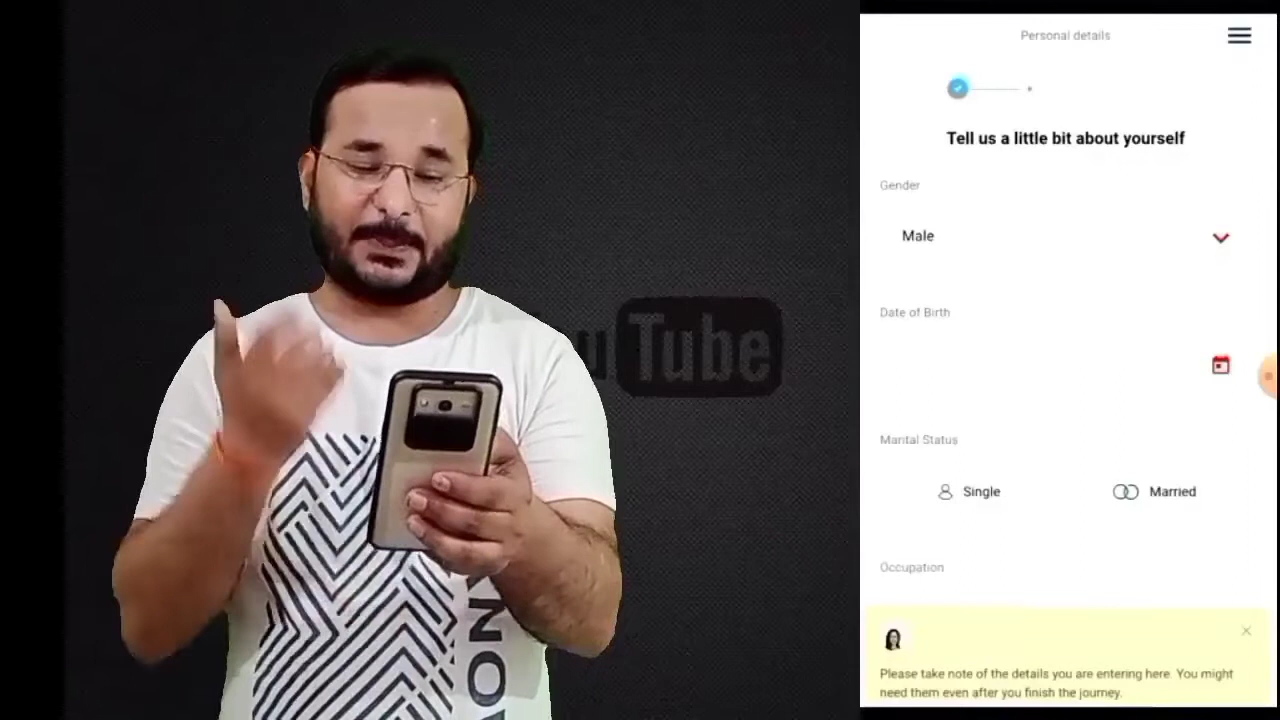 uTube
NOX
Personal details
Tell us a little bit about yourself
Gender
Male
Date of Birth
Marital Status
Single
Married
Occupation
Please take note of the details you are entering here. You might
need them even after you finish the journey.